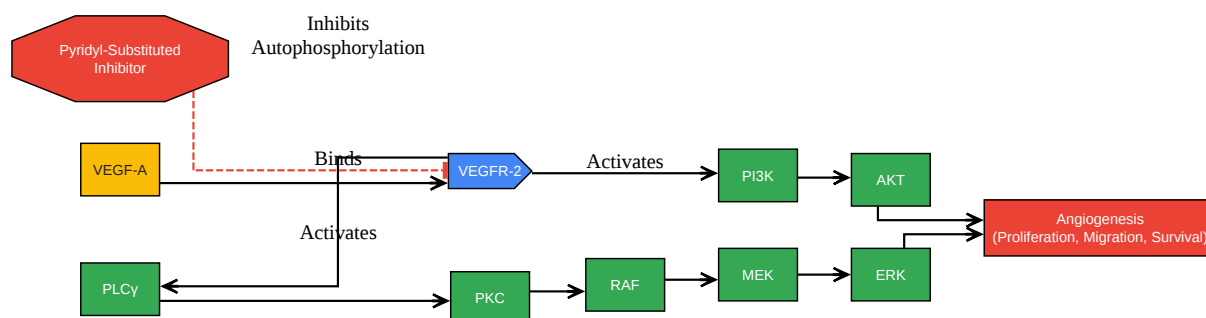 Pyridyl-Substituted
Inhibitor
Inhibits
Autophosphorylation
VEGF-A
Binds
VEGFR-2
Activates
PI3K
AKT
Angiogenesis
(Proliferation, Migration, Survival)
Activates
PLCγ
PKC
RAF
MEK
ERK